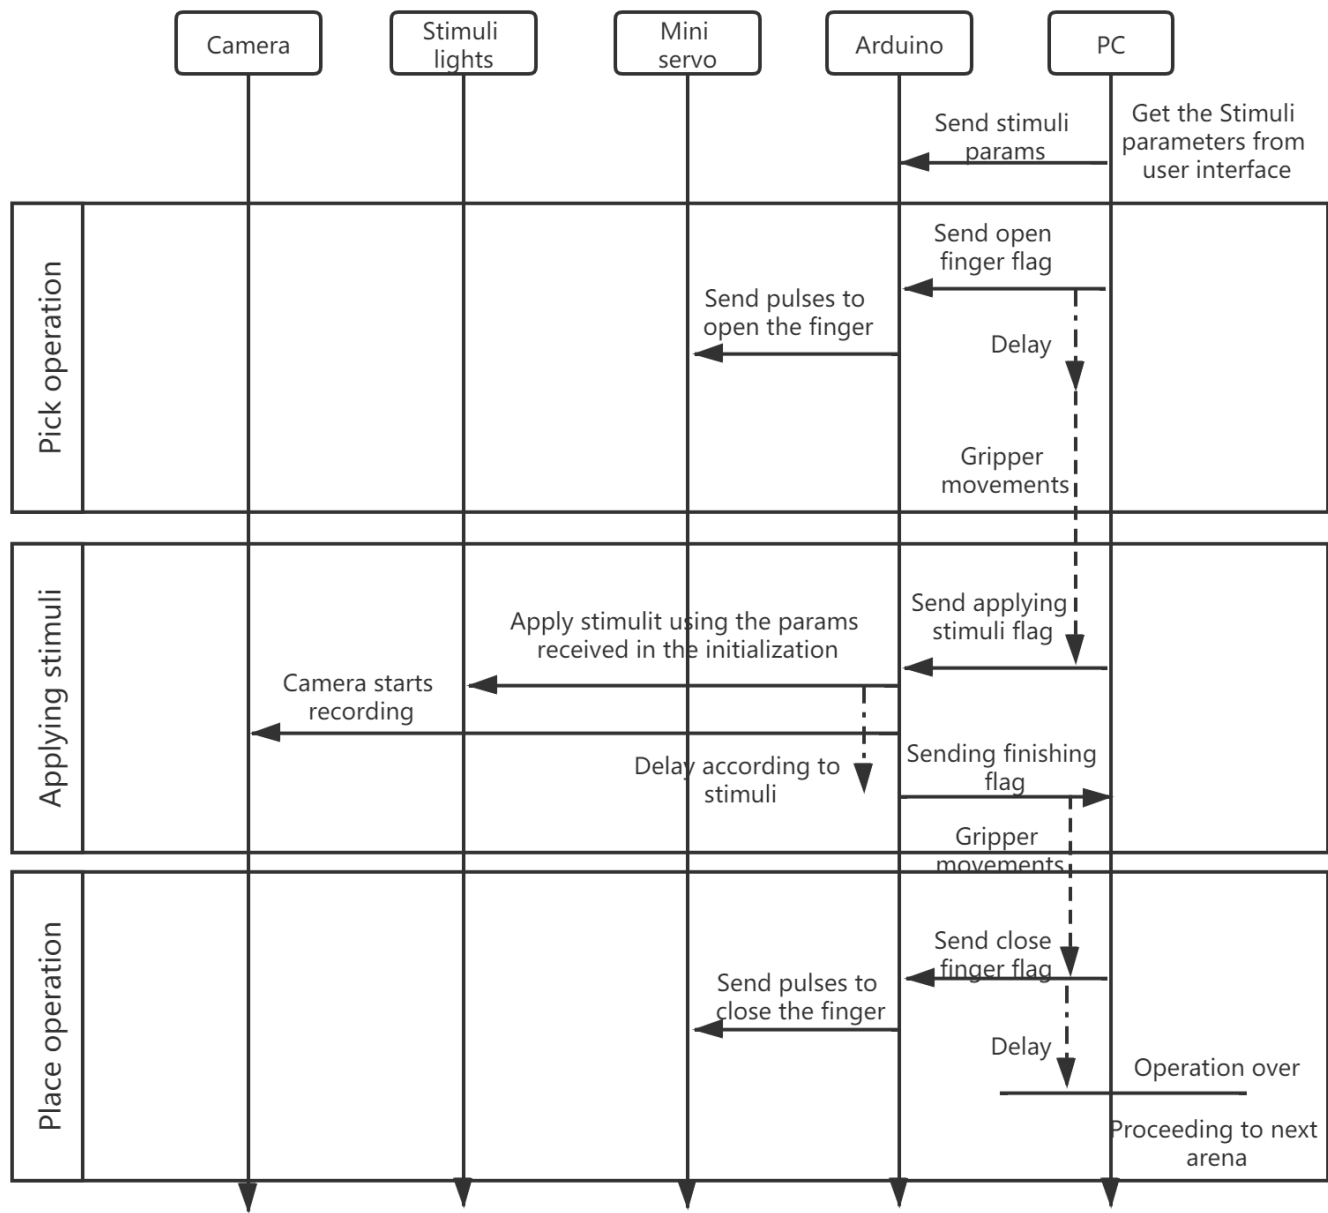 Camera
Stimuli
lights
Mini
servo
Arduino
PC
Get the Stimuli
parameters from
user interface
Send stimuli
params
Pick operation
Send open
finger flag
Send pulses to
open the finger
Delay
Gripper
movements
Applying stimuli
Send applying
stimuli flag
Apply stimulit using the params
received in the initialization
Camera starts
recording
Delay according to
stimuli
Sending finishing
flag
Gripper
movements
Place operation
Send close
finger flag
Send pulses to
close the finger
Delay
Operation over
Proceeding to next
arena